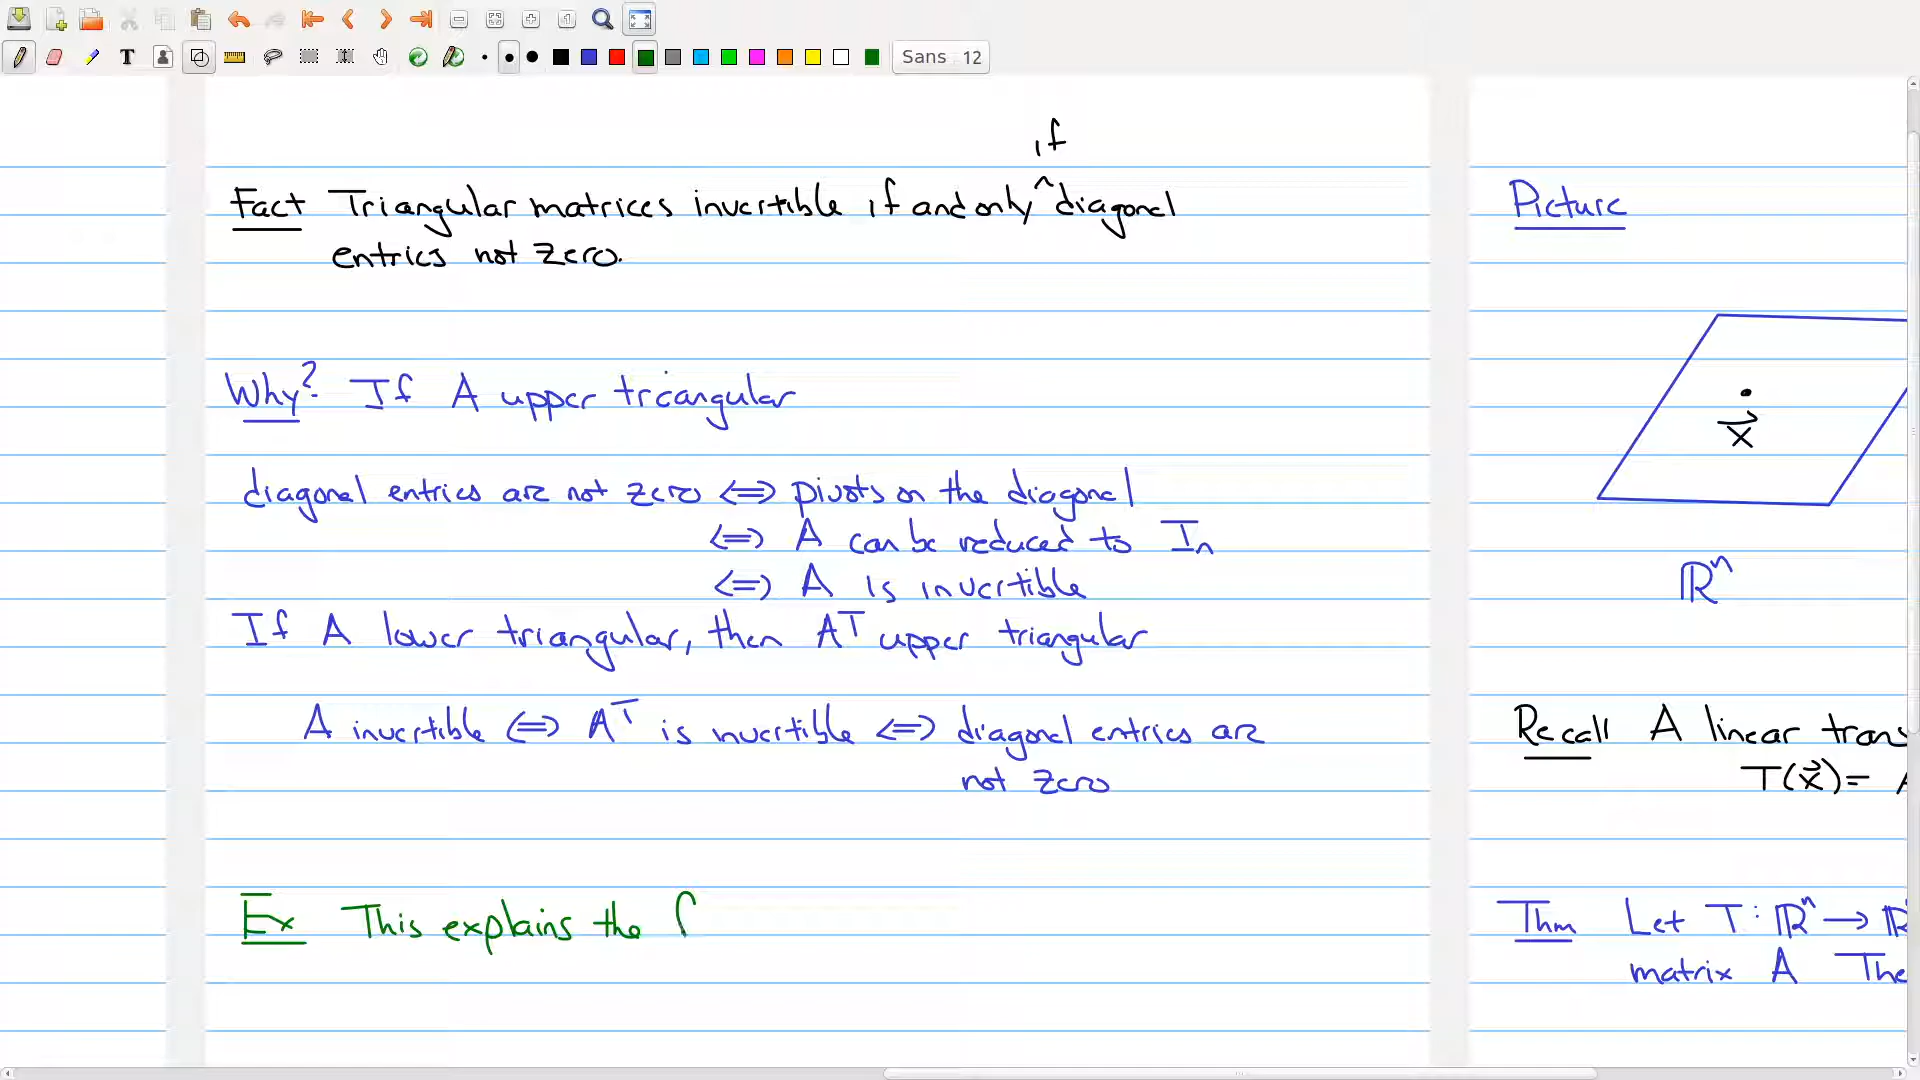 Sans 12
if
Fact Triangular matrices invertible if and only ^ diagonal
entries not zero.
Why? If A upper triangular
diagonal entries are not zero ⇔ pivots on the diagonal
⇔ A can be reduced to Iₙ
⇔ A is invertible
If A lower triangular, then Aᵀ upper triangular
A invertible ⇔ Aᵀ is invertible ⇔ diagonal entries are
not zero
Ex This explains the
Picture
x⃗
ℝⁿ
Recall A linear trans
T(x⃗)=
Thm Let T: ℝⁿ → ℝ
matrix A The